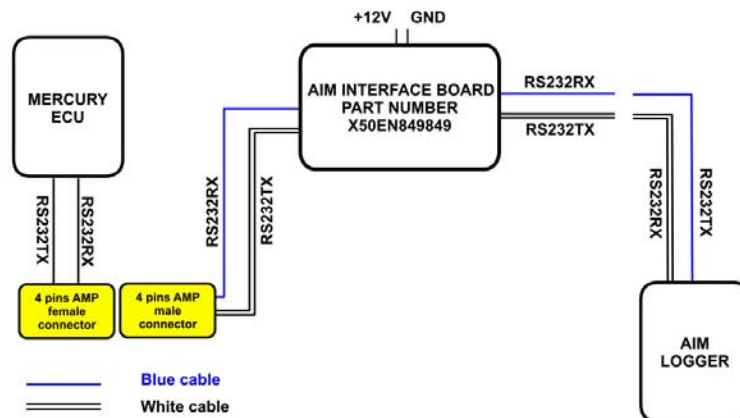 +12V GND
MERCURY
ECU
AIM INTERFACE BOARD
PART NUMBER
X50EN849849
RS232RX
RS232TX
RS232TX
RS232RX
RS232RX
RS232TX
RS232RX
RS232TX
4 pins AMP
female
connector
4 pins AMP
male
connector
AIM
LOGGER
Blue cable
White cable